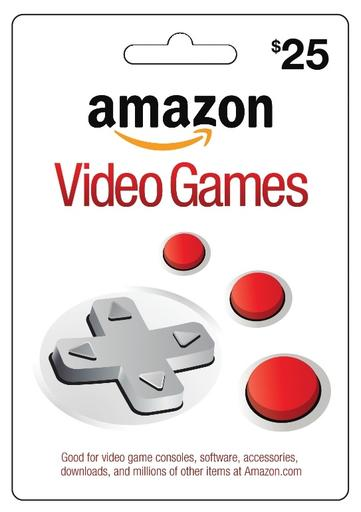 $25
amazon
Video Games
Good for video game consoles, software, accessories,
downloads, and millions of other items at Amazon.com